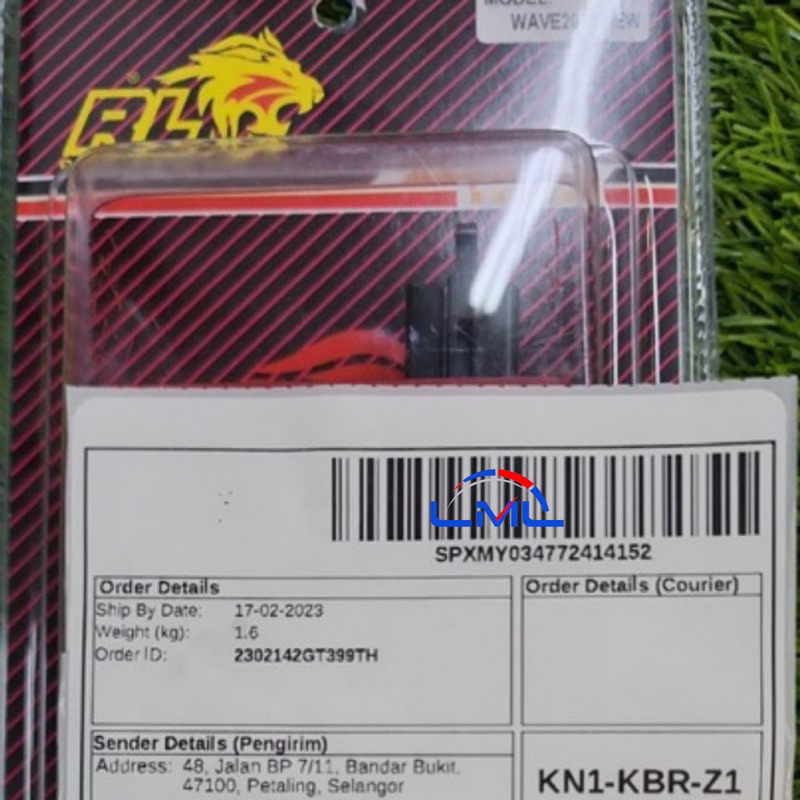 MODEL:
WAVE
LML
SPXMY034772414152
Order Details
Ship By Date: 17-02-2023
Weight (kg): 1.6
Order ID: 2302142GT399TH
Order Details (Courier)
Sender Details (Pengirim)
Address: 48, Jalan BP 7/11, Bandar Bukit,
47100, Petaling, Selangor
KN1-KBR-Z1